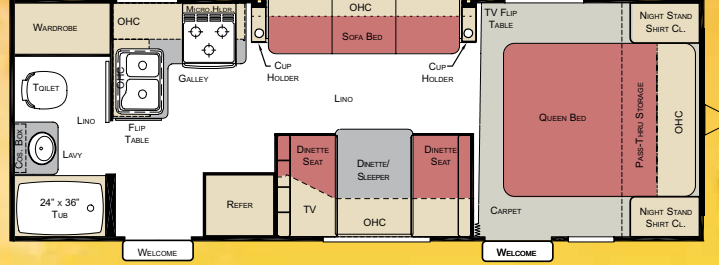 WARDROBE
OHC
MICRO.HLDR.
OHC
SOFA BED
TV FLIP
TABLE
NIGHT STAND
SHIRT CL.
TOILET
OHC
GALLEY
CUP
HOLDER
CUP
HOLDER
LINO
LINO
FLIP
TABLE
QUEEN BED
PASS-THRU STORAGE
OHC
COS. BOX
LAVY
DINETTE
SEAT
DINETTE/
SLEEPER
DINETTE
SEAT
24" x 36"
TUB
REFER
TV
OHC
CARPET
NIGHT STAND
SHIRT CL.
WELCOME
WELCOME